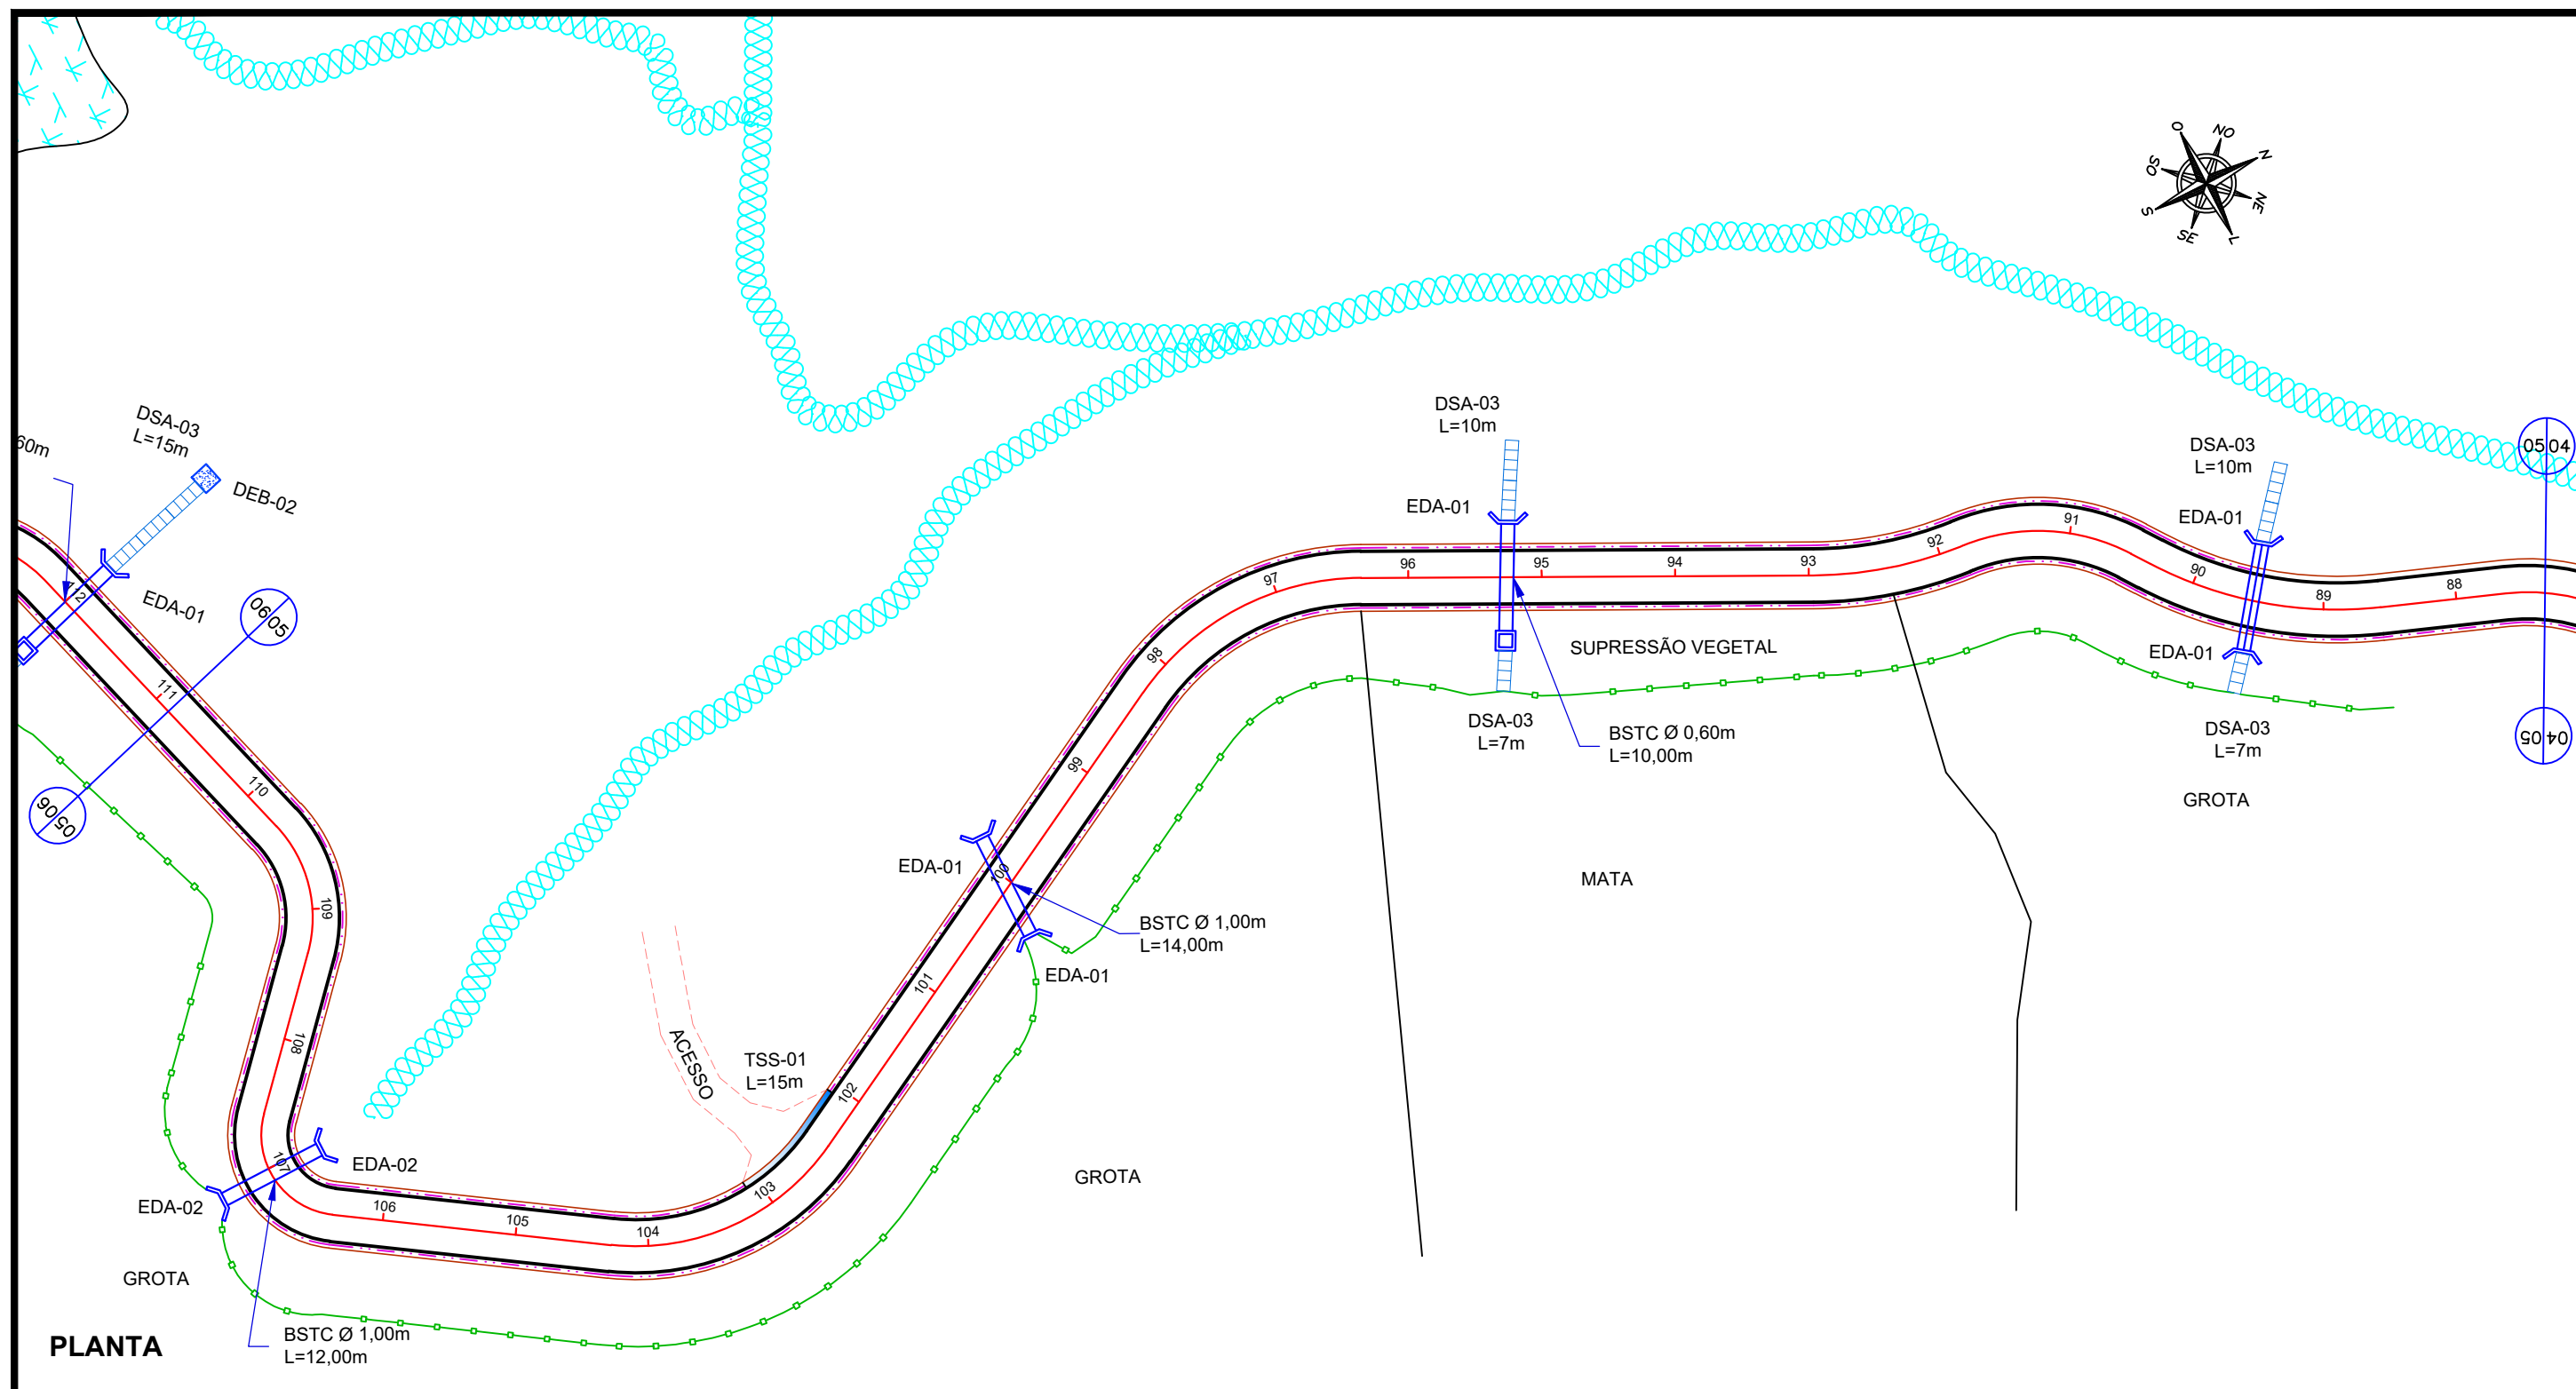 O
NO
N
SO
NE
S
SE
L
DSA-03
L=15m
60m
DEB-02
EDA-01
06 05
05 06
DSA-03
L=10m
EDA-01
DSA-03
L=10m
EDA-01
05 04
112
111
110
109
108
107
106
105
104
103
102
101
100
99
98
97
96
95
94
93
92
91
90
89
88
SUPRESSÃO VEGETAL
EDA-01
DSA-03
L=7m
BSTC Ø 0,60m
L=10,00m
DSA-03
L=7m
04 05
GROTA
EDA-01
MATA
BSTC Ø 1,00m
L=14,00m
EDA-01
ACESSO
TSS-01
L=15m
GROTA
EDA-02
EDA-02
GROTA
BSTC Ø 1,00m
L=12,00m
PLANTA